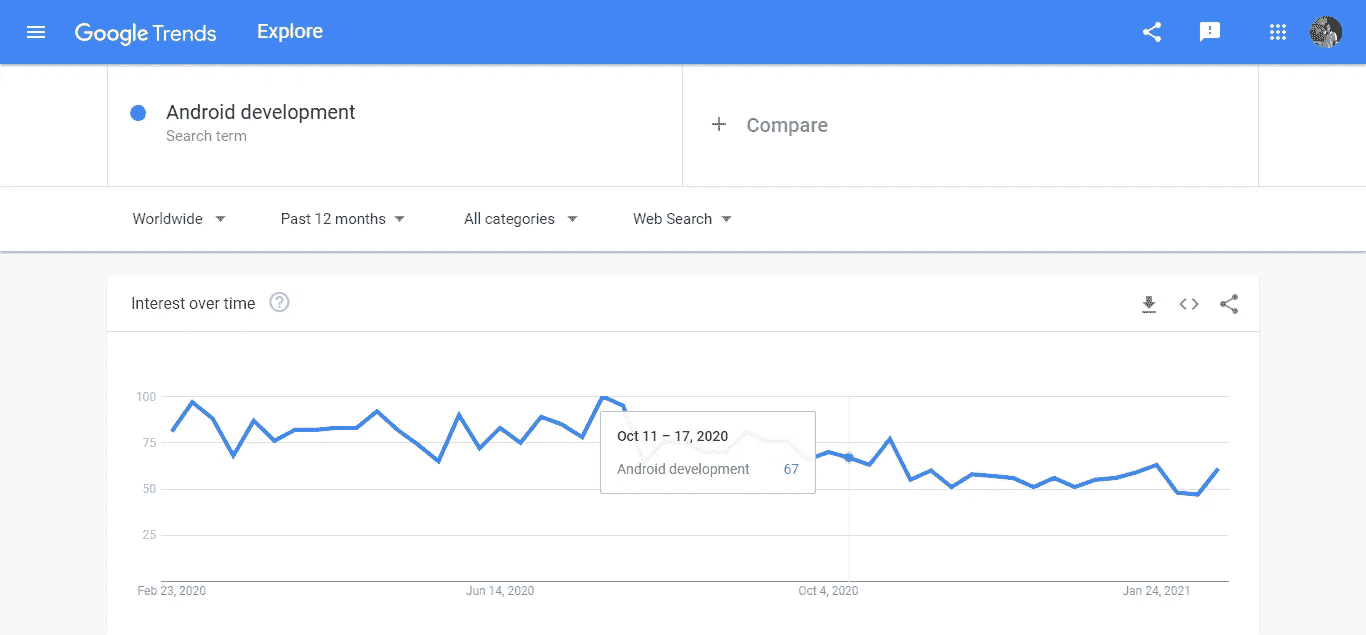 Google Trends Explore
Android development
Search term
+ Compare
Worldwide Past 12 months All categories Web Search
Interest over time ?
100
75
50
25
Oct 11 – 17, 2020
Android development 67
Feb 23, 2020 Jun 14, 2020 Oct 4, 2020 Jan 24, 2021